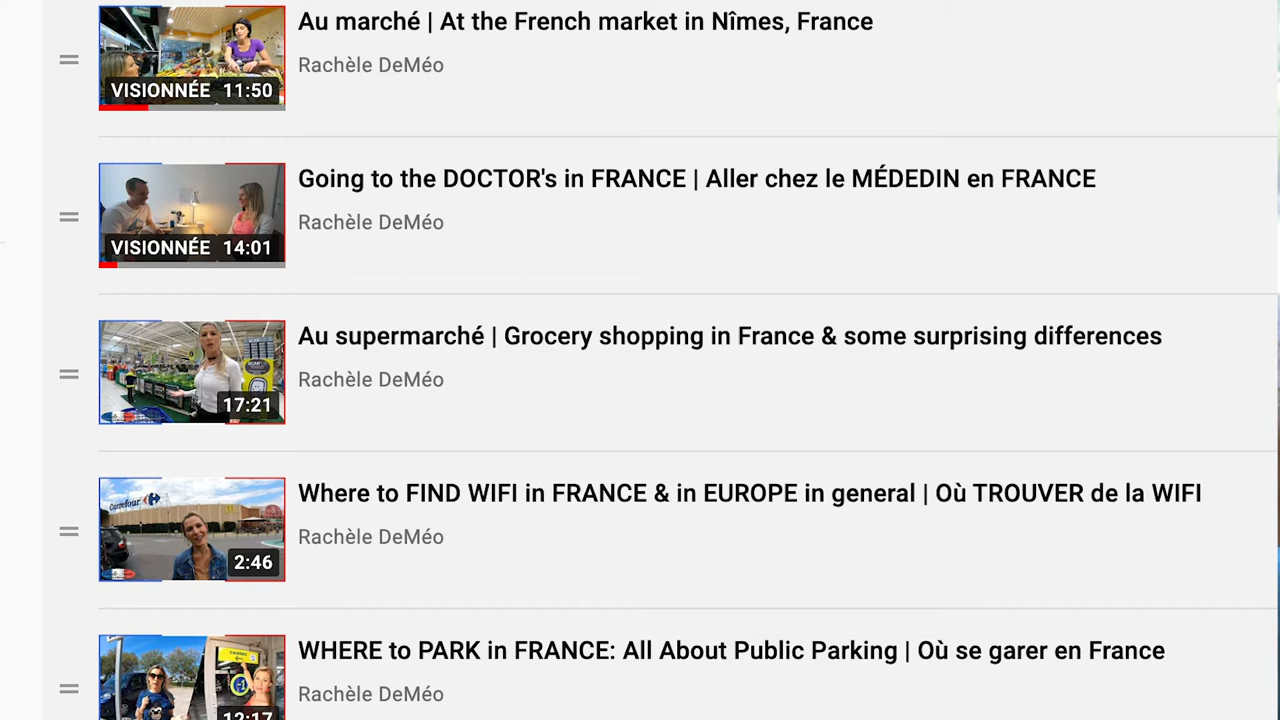 Au marché | At the French market in Nîmes, France
Rachèle DeMéo
VISIONNÉE 11:50
Going to the DOCTOR's in FRANCE | Aller chez le MÉDEDIN en FRANCE
Rachèle DeMéo
VISIONNÉE 14:01
Au supermarché | Grocery shopping in France & some surprising differences
Rachèle DeMéo
17:21
Where to FIND WIFI in FRANCE & in EUROPE in general | Où TROUVER de la WIFI
Rachèle DeMéo
Carrefour
2:46
WHERE to PARK in FRANCE: All About Public Parking | Où se garer en France
Rachèle DeMéo
-1
12:17